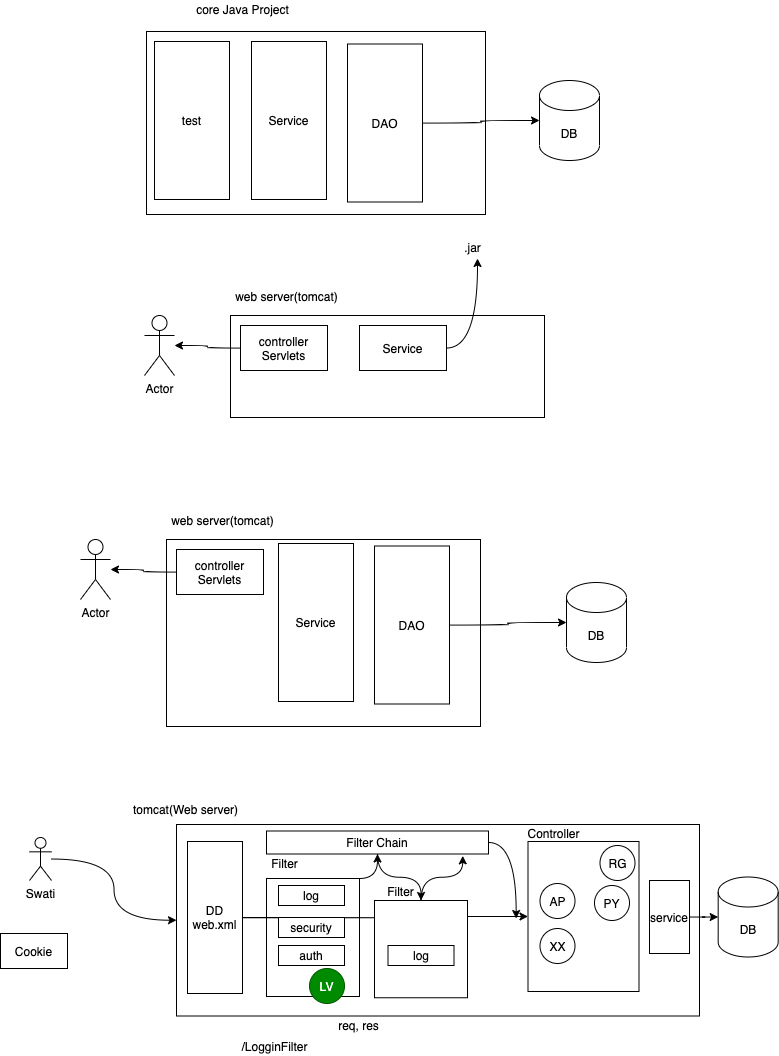 core Java Project
test
Service
DAO
DB
.jar
web server(tomcat)
controller
Servlets
Service
Actor
web server(tomcat)
controller
Servlets
Service
DAO
DB
Actor
tomcat(Web server)
Filter Chain
Controller
Filter
RG
Swati
log
Filter
AP
PY
DD
web.xml
security
service
DB
Cookie
auth
log
XX
LV
req, res
/LogginFilter